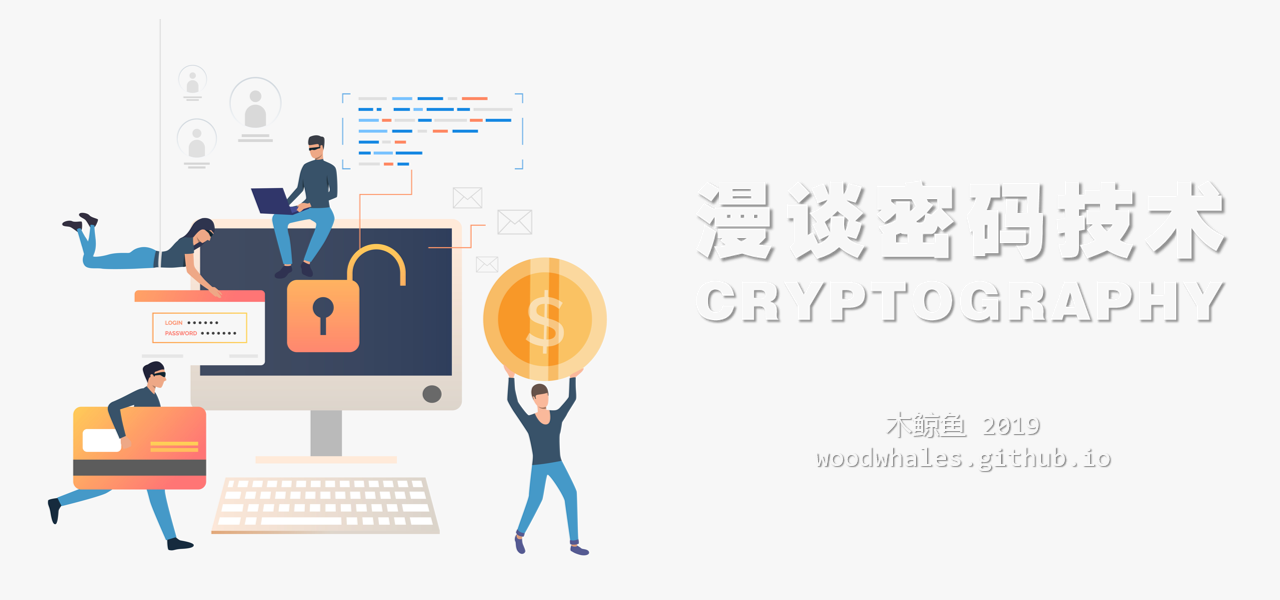 漫谈密码技术
CRYPTOGRAPHY
木鲸鱼 2019
woodwhales.github.io
LOGIN
PASSWORD
$